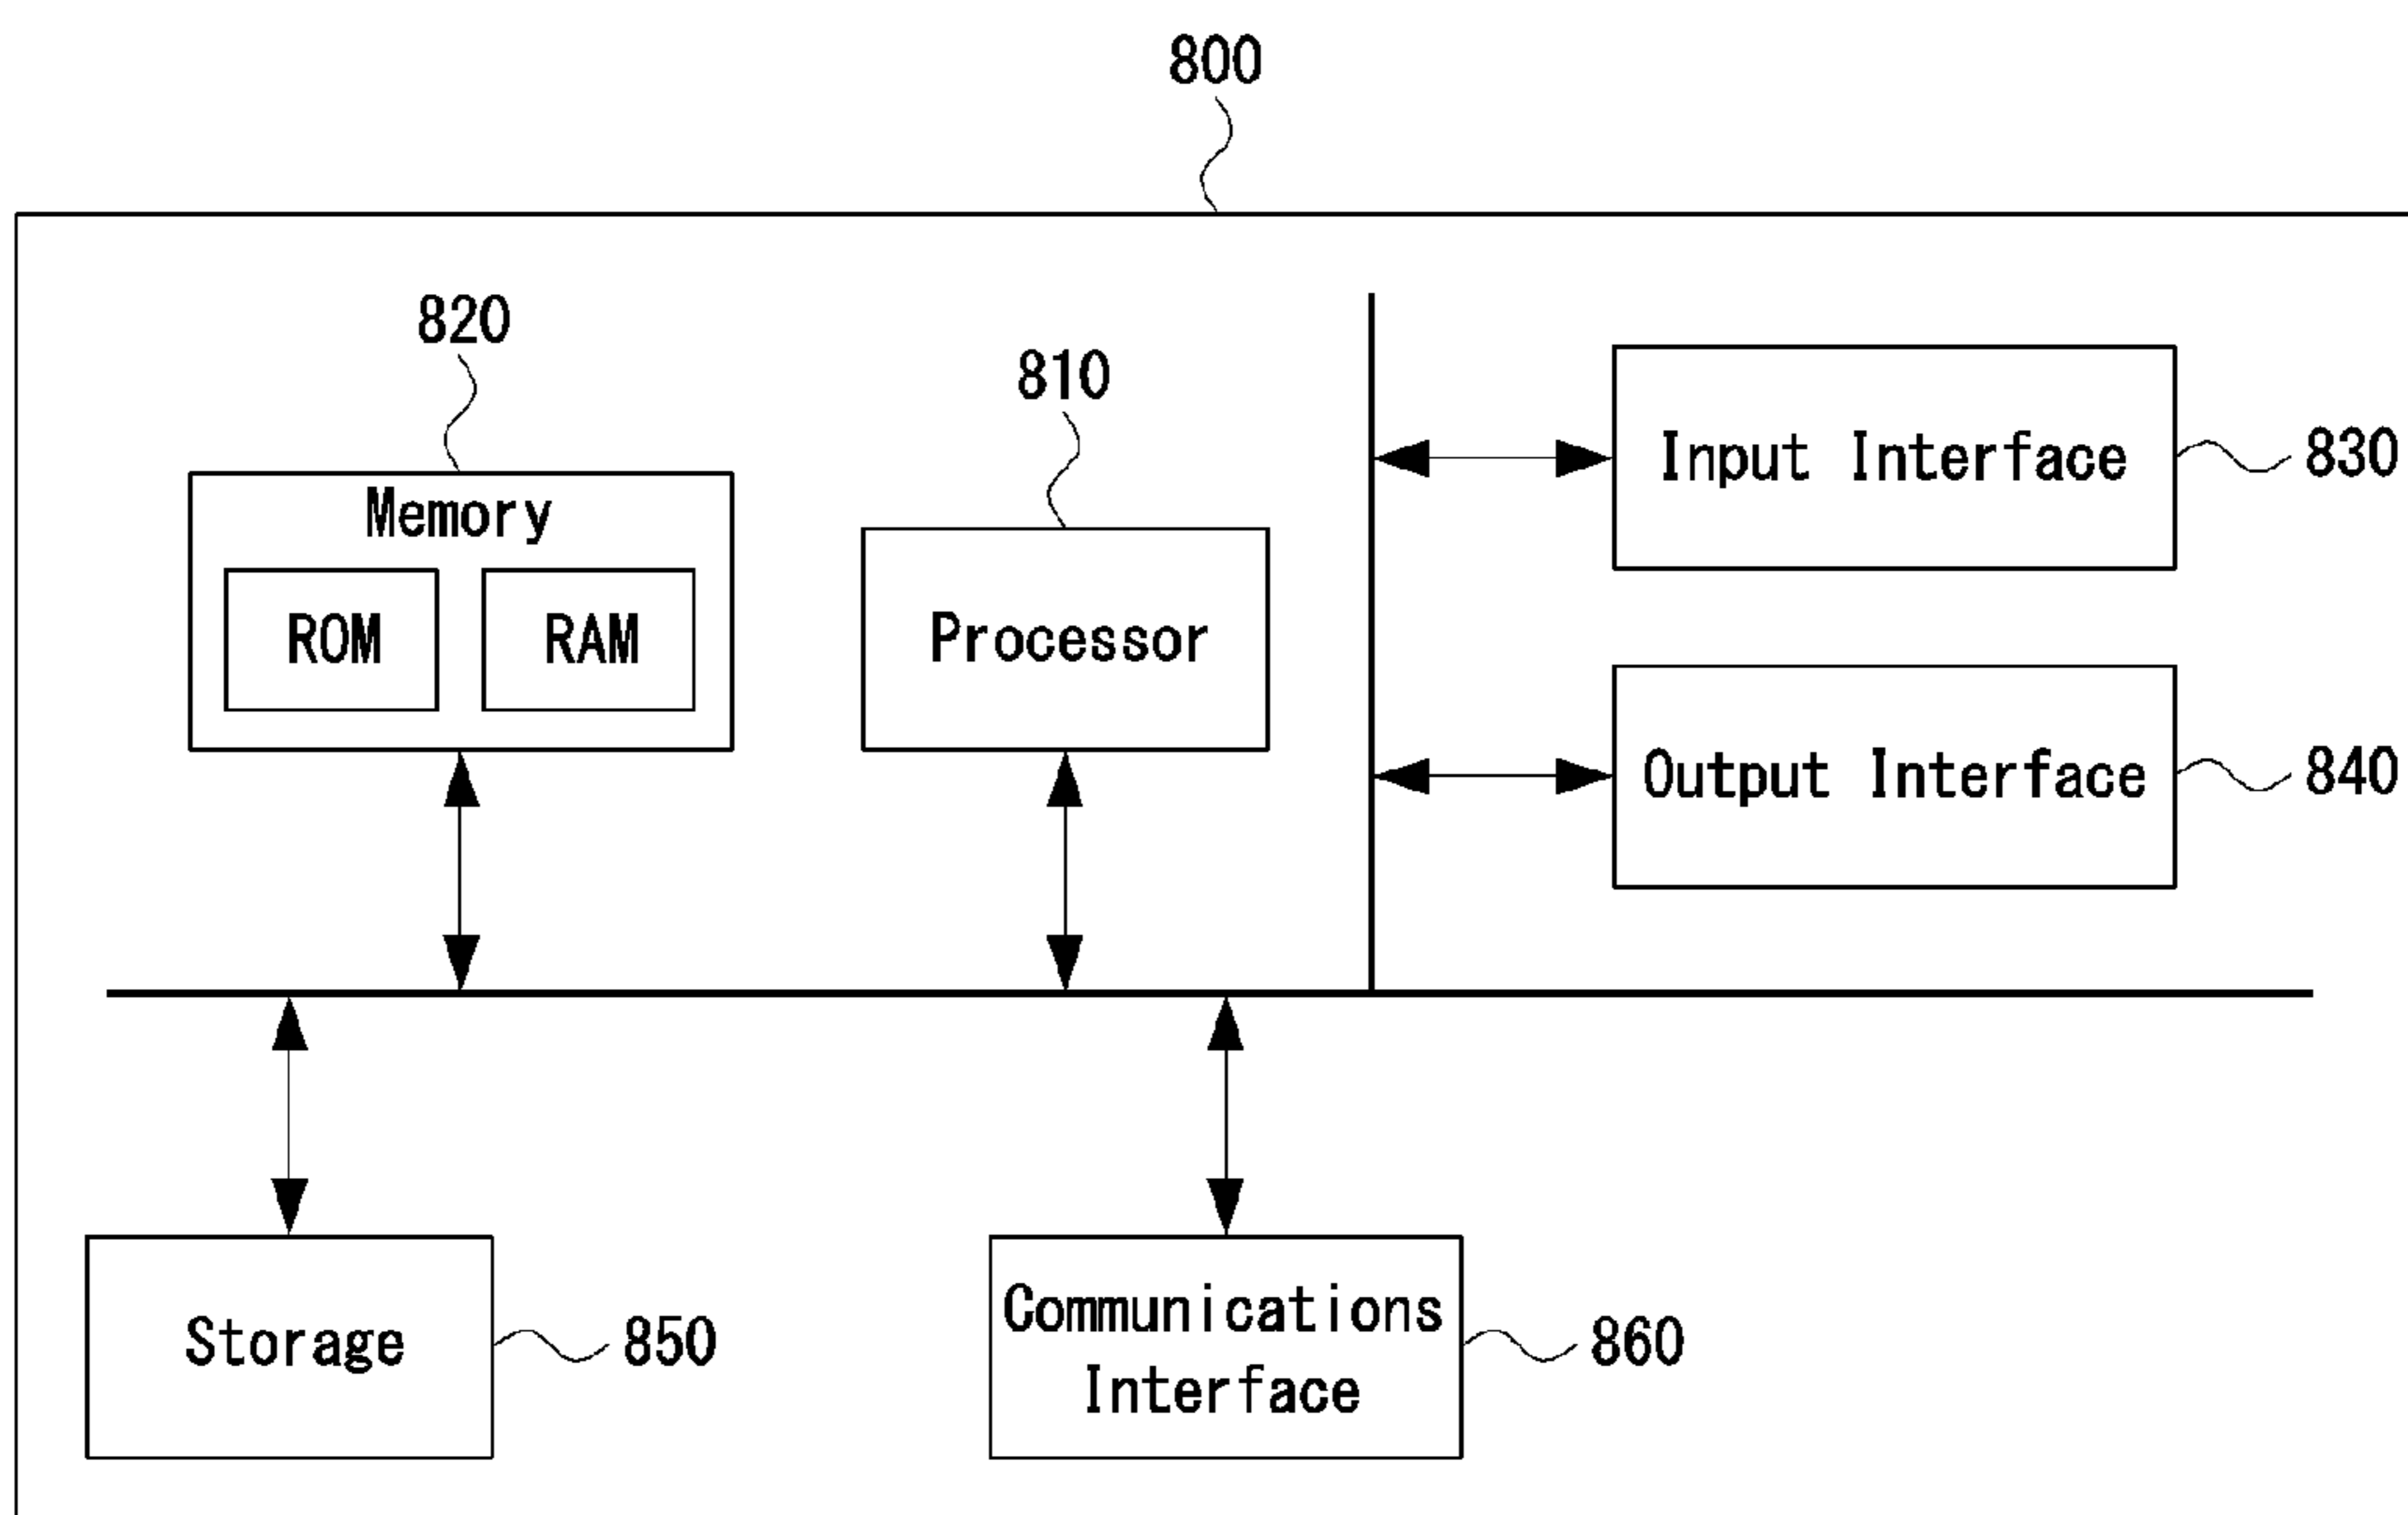 800
820
810
Memory
ROM
RAM
Processor
Input Interface
830
Output Interface
840
Storage
850
Communications
Interface
860